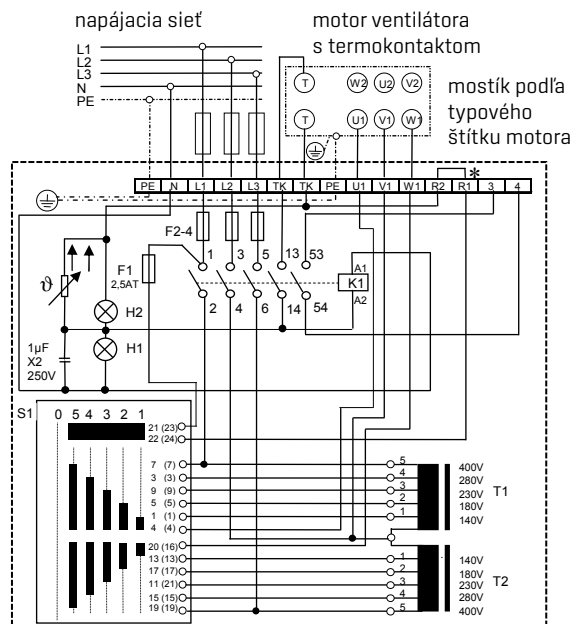 napájacia sieť
motor ventilátora
s termokontaktom
mostík podľa
typového
štítku motora
L1
L2
L3
N
PE
T W2 U2 V2
T U1 V1 W1
PE N L1 L2 L3 TK TK PE U1 V1 W1 R2 R1 3 4
*
F2-4
F1
2,5AT
1 3 5 13 53
2 4 6 14 54
A1
K1
A2
ϑ
H2
H1
1µF
X2
250V
S1
0 5 4 3 2 1
21 (23)
22 (24)
7 (7)
3 (3)
9 (9)
5 (5)
1 (1)
4 (4)
20 (16)
13 (13)
17 (17)
11 (21)
15 (15)
19 (19)
5 400V
4 280V
3 230V
2 180V
1 140V
T1
1 140V
2 180V
3 230V
4 280V
5 400V
T2